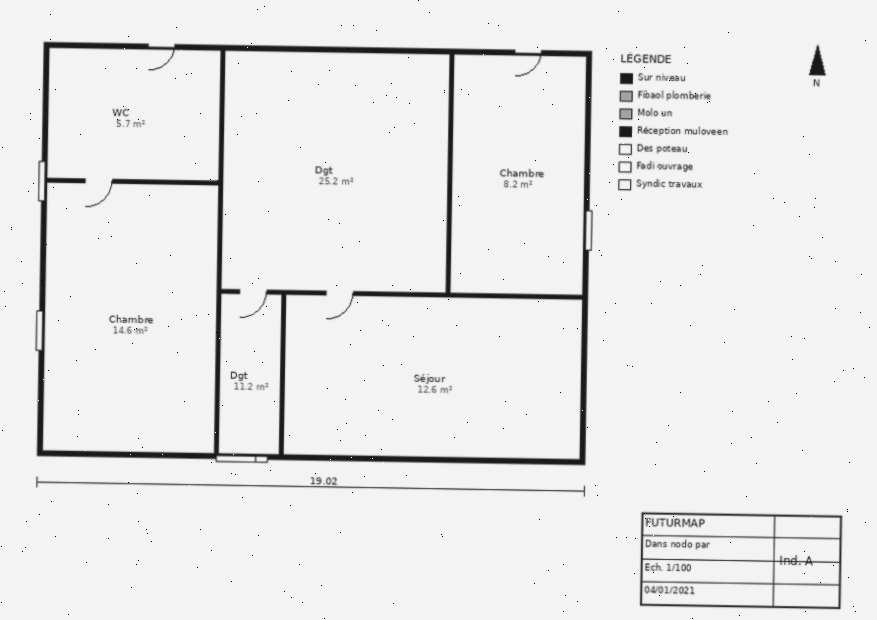 LÉGENDE
Sur niveau
Fibaol plomberie
Molo un
Réception muloveen
Des poteau
Fadi ouvrage
Syndic travaux
N
WC
5.7 m²
Dgt
25.2 m²
Chambre
8.2 m²
Chambre
14.6 m²
Dgt
11.2 m²
Séjour
12.6 m²
19.02
FUTURMAP
Dans nodo par
Ech. 1/100
04/01/2021
Ind. A